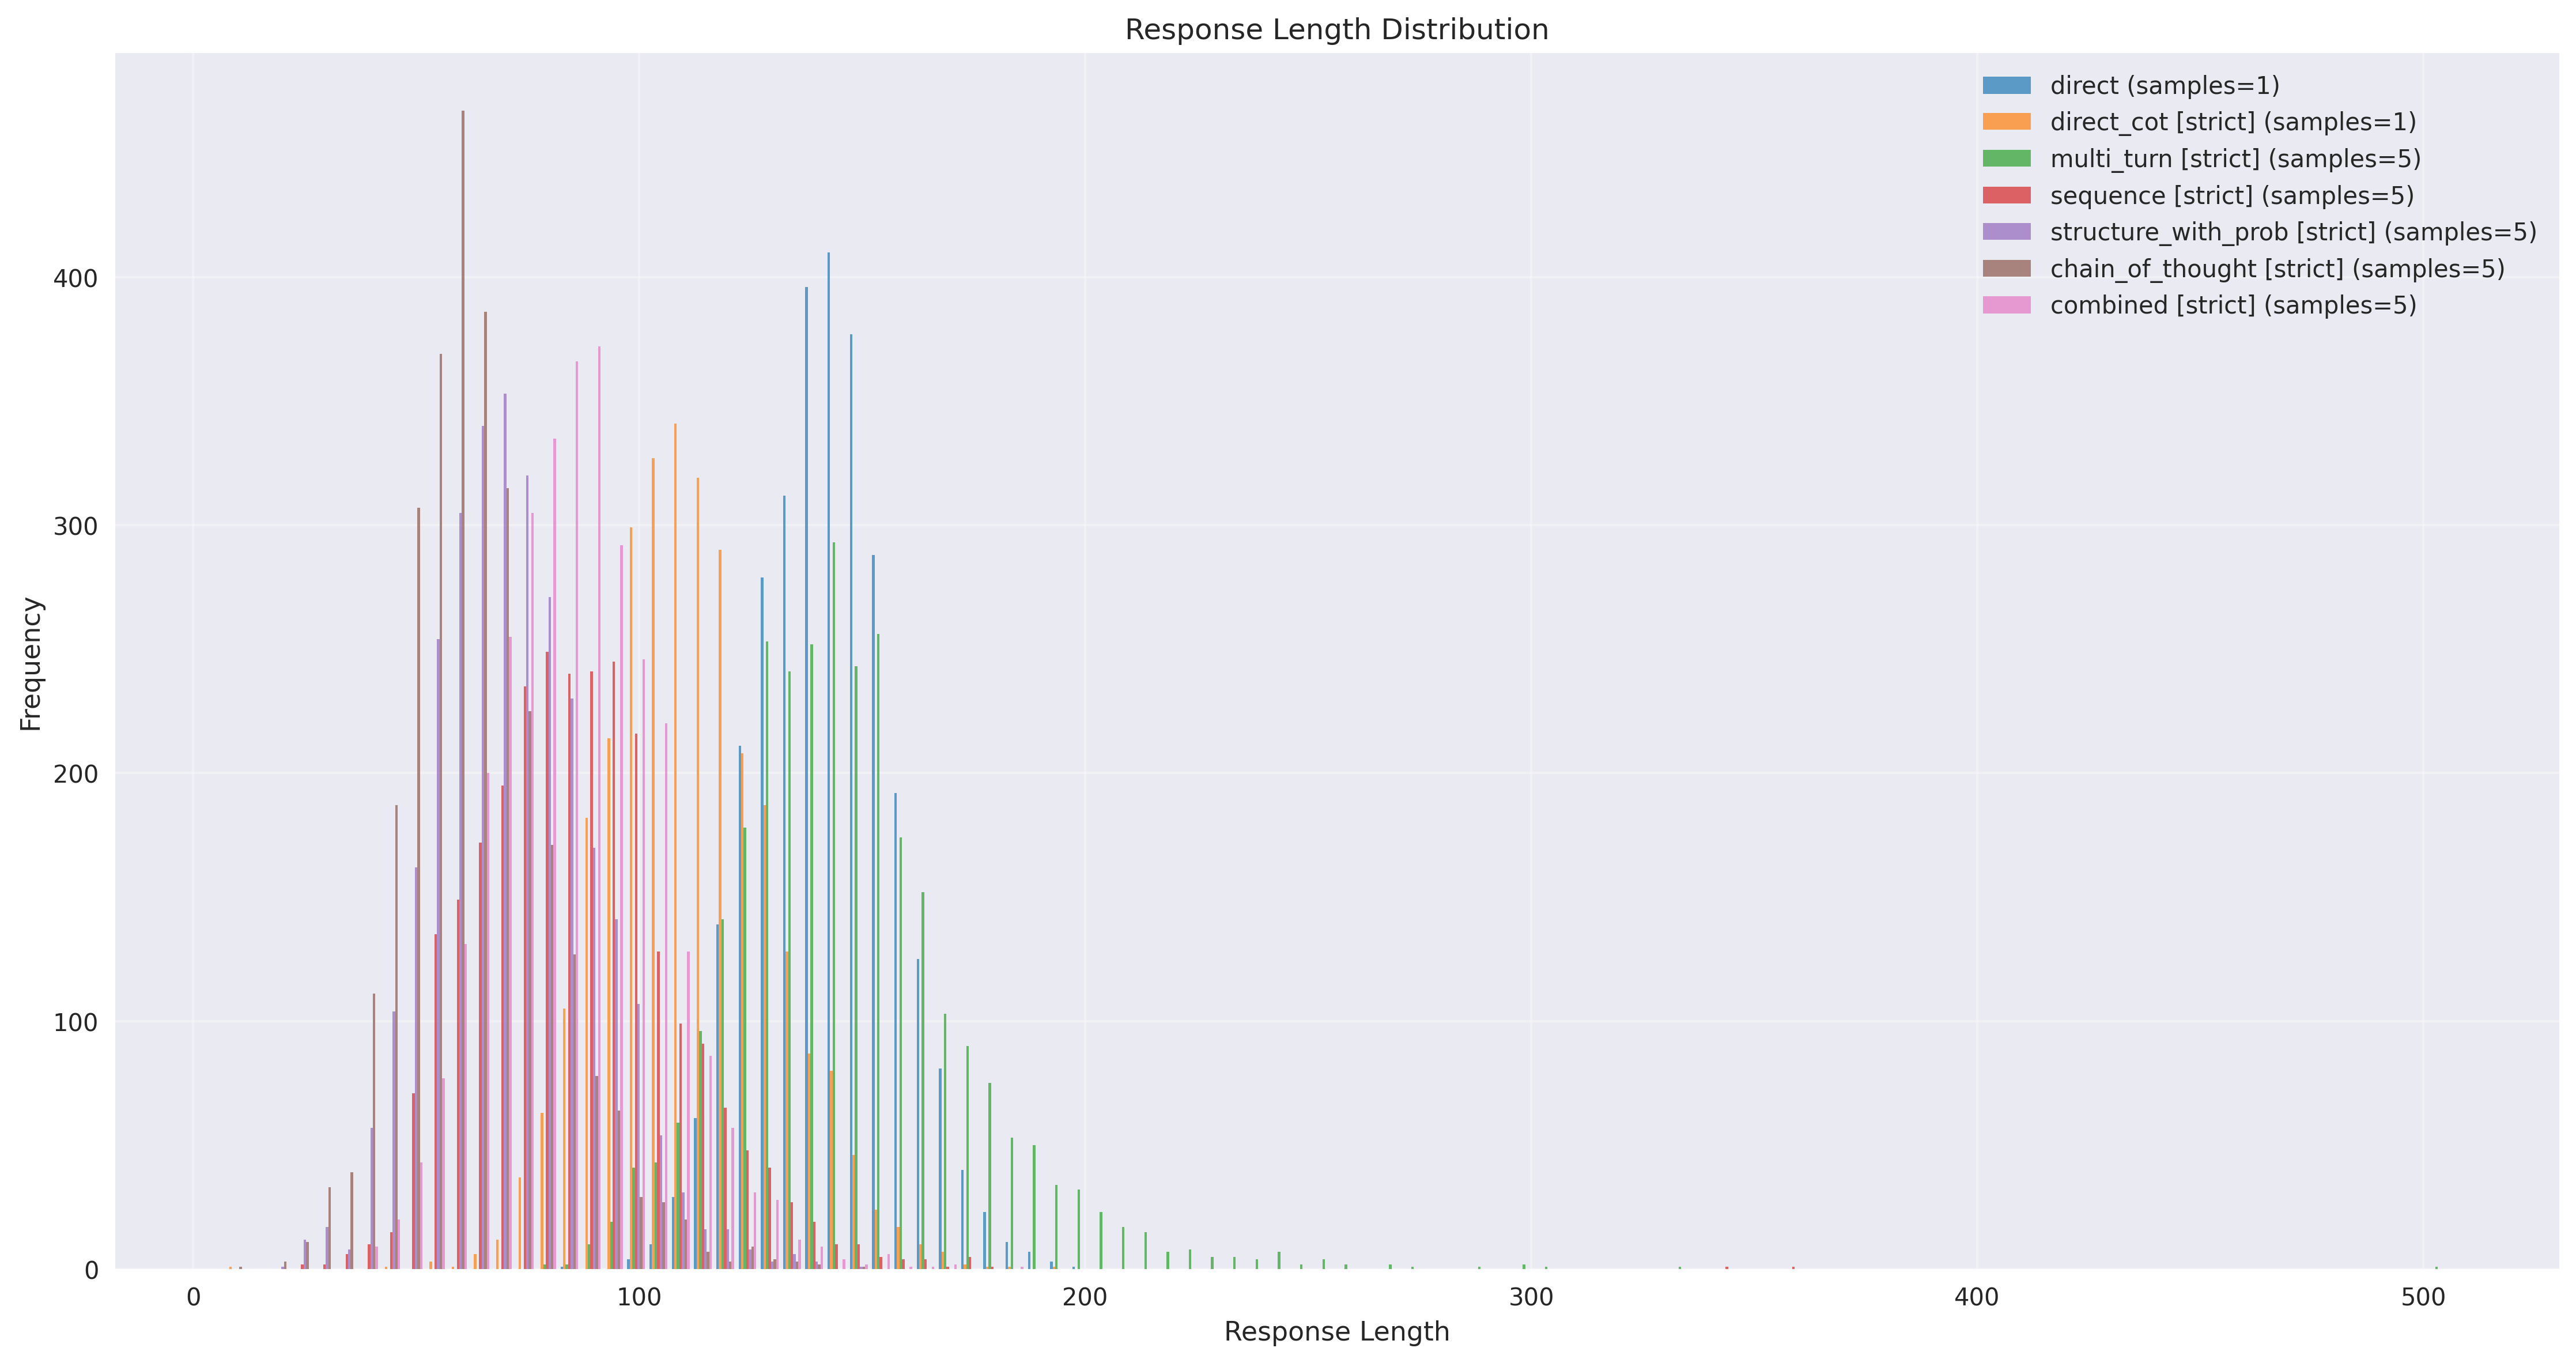 Response Length Distribution
direct (samples=1)
direct_cot [strict] (samples=1)
multi_turn [strict] (samples=5)
sequence [strict] (samples=5)
structure_with_prob [strict] (samples=5)
chain_of_thought [strict] (samples=5)
combined [strict] (samples=5)
Frequency
400
300
200
100
0
0 100 200 300 400 500
Response Length